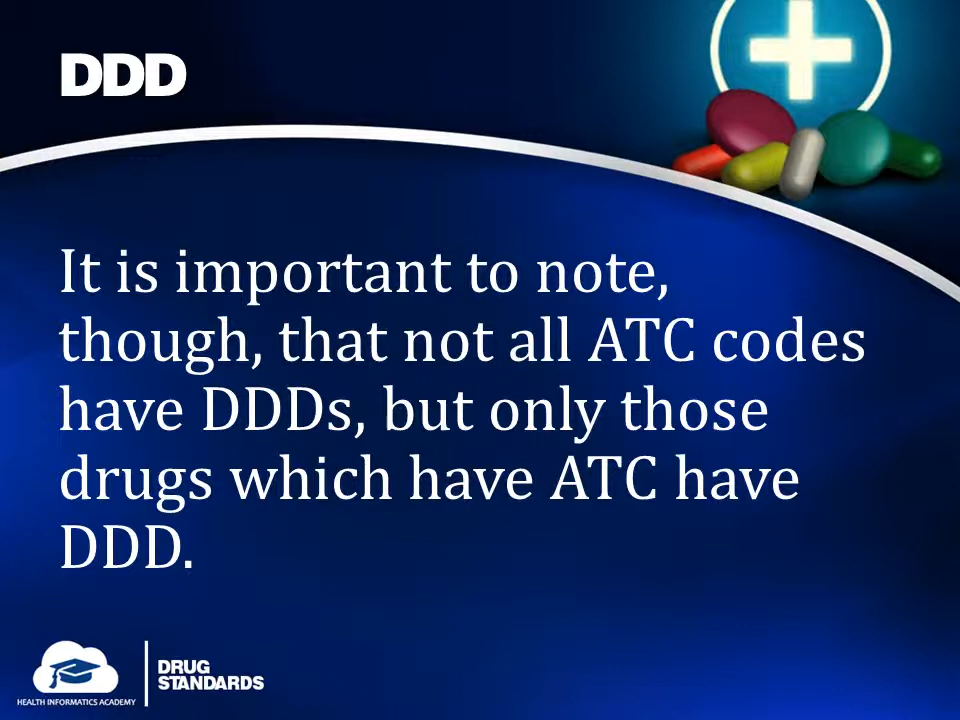 DDD
It is important to note,
though, that not all ATC codes
have DDDs, but only those
drugs which have ATC have
DDD.
DRUG
STANDARDS
HEALTH INFORMATICS ACADEMY